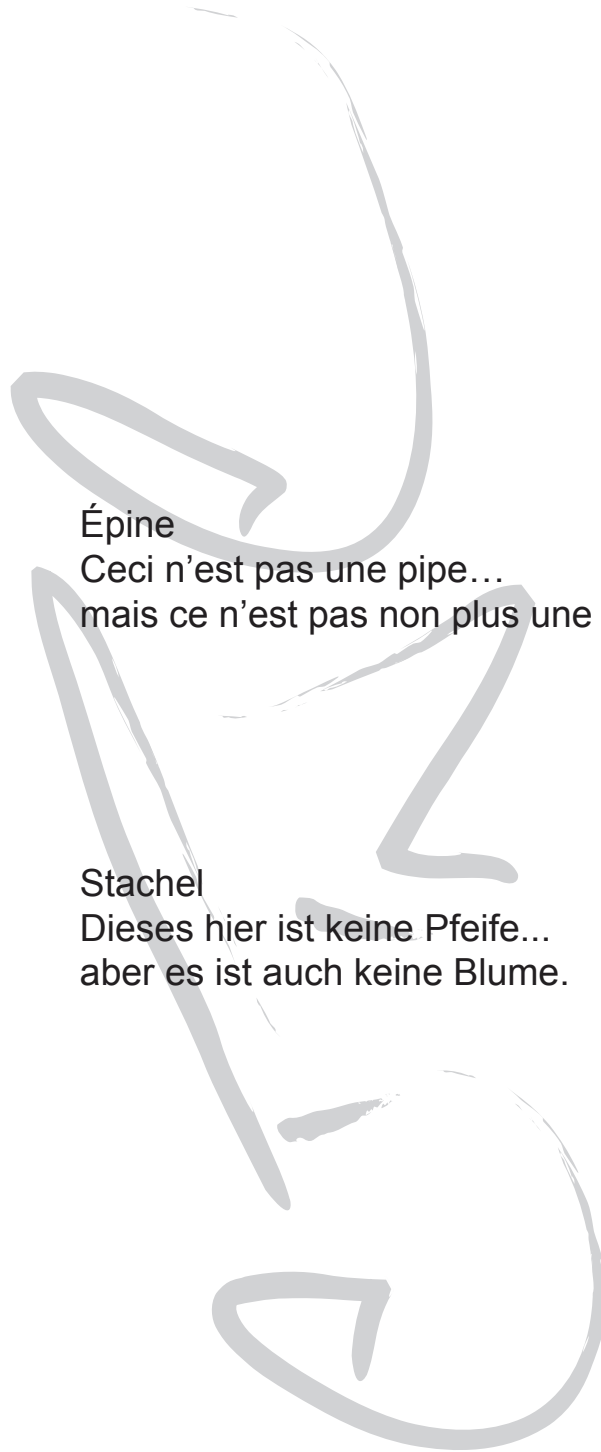 Épine
Ceci n’est pas une pipe…
mais ce n’est pas non plus une
Stachel
Dieses hier ist keine Pfeife...
aber es ist auch keine Blume.